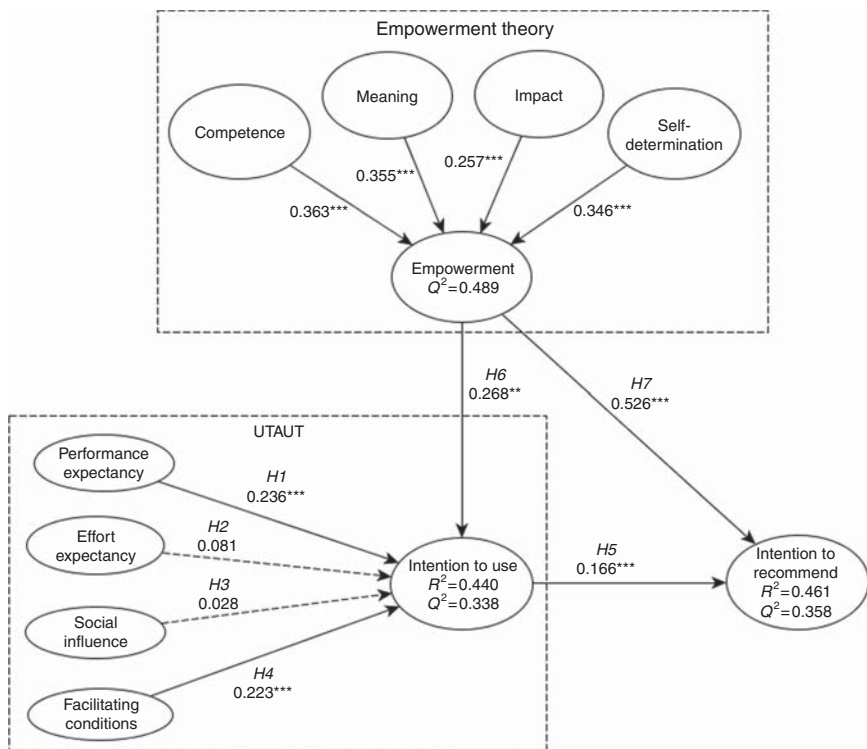 Empowerment theory
Competence
Meaning
Impact
Self-
determination
0.363***
0.355***
0.257***
0.346***
Empowerment
Q²=0.489
H6
0.268**
H7
0.526***
UTAUT
Performance
expectancy
H1
0.236***
Effort
expectancy
H2
0.081
Social
influence
H3
0.028
Facilitating
conditions
H4
0.223***
Intention to use
R²=0.440
Q²=0.338
H5
0.166***
Intention to
recommend
R²=0.461
Q²=0.358